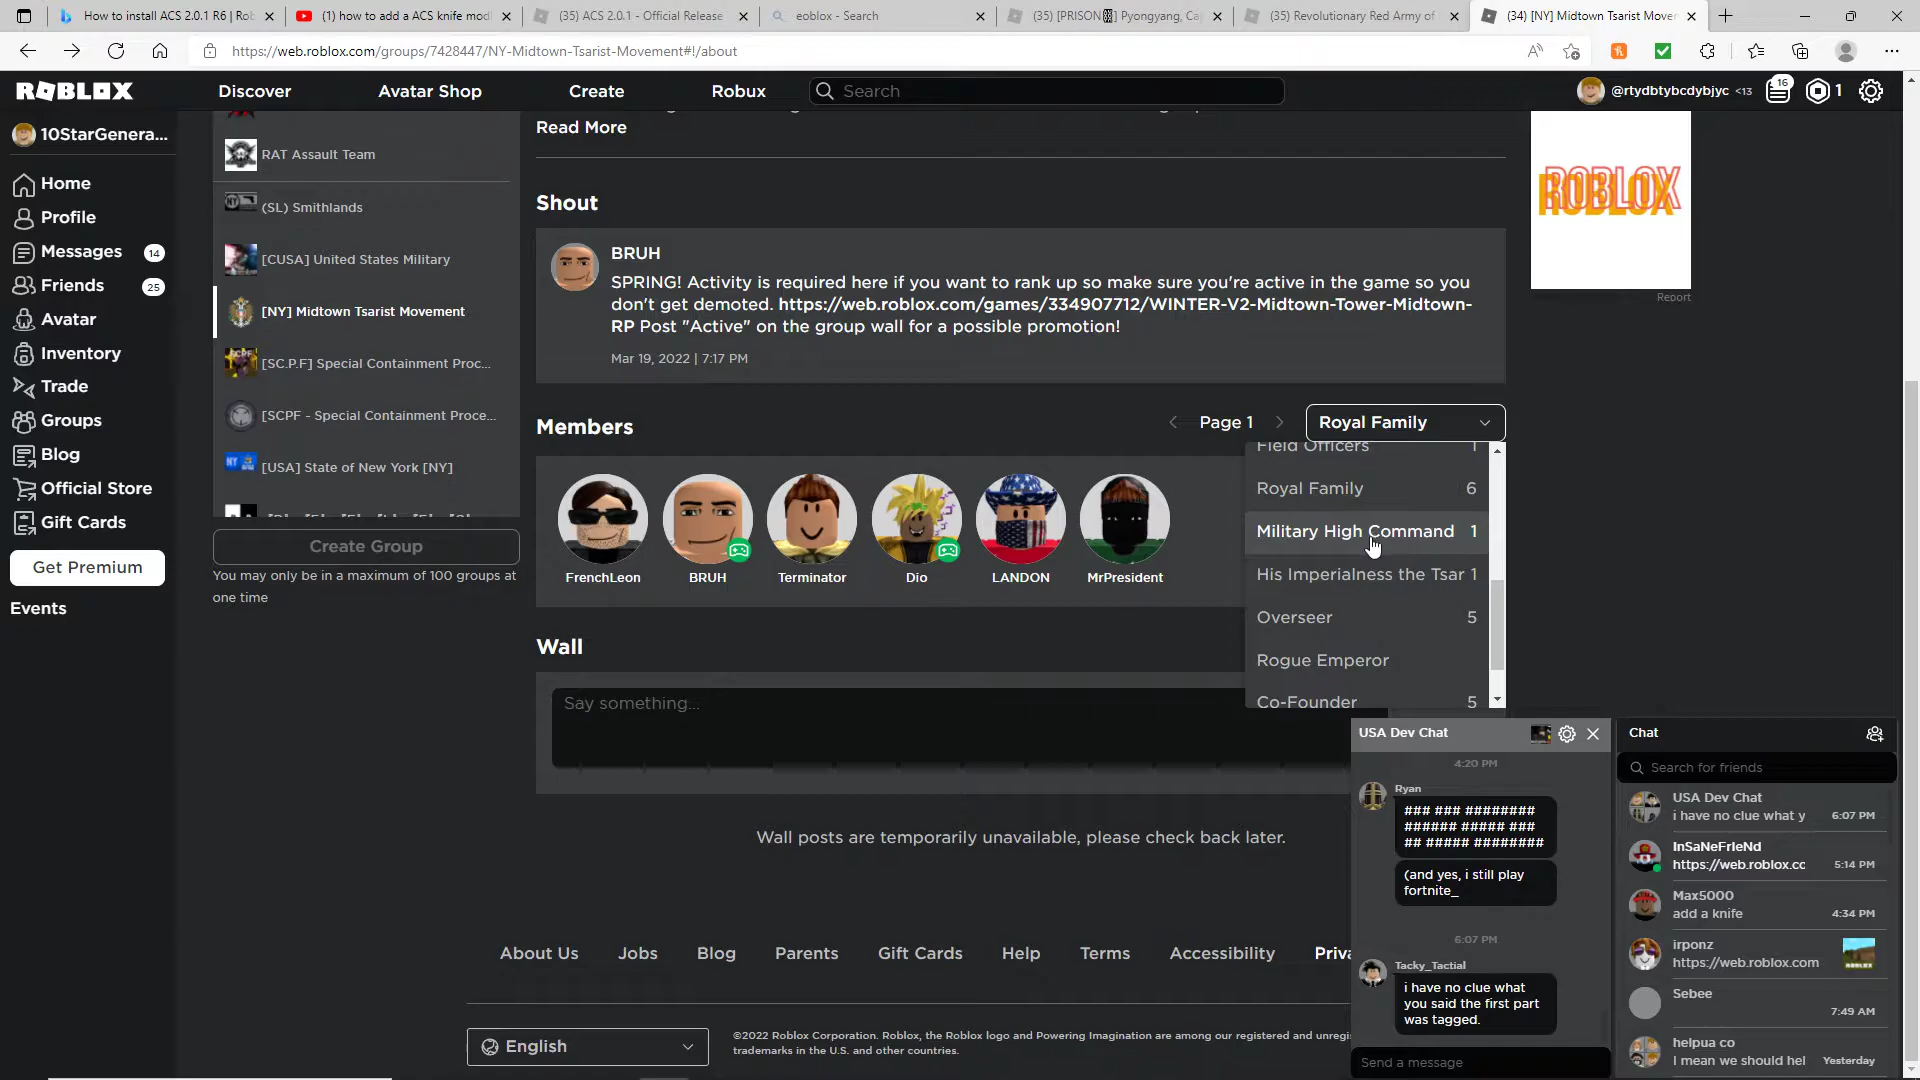 How to install ACS 2.0.1 R6 | Rob
(1) how to add a ACS knife mod
(35) ACS 2.0.1 - Official Release
eoblox - Search
(35) [PRISON] Pyongyang, Ca
(35) Revolutionary Red Army of
(34) [NY] Midtown Tsarist Mover
https://web.roblox.com/groups/7428447/NY-Midtown-Tsarist-Movement#!/about
ROBLOX
Discover
Avatar Shop
Create
Robux
Search
@rtydbtybcdybjyc <13
16
1
10StarGenera...
Home
Profile
Messages 14
Friends 25
Avatar
Inventory
Trade
Groups
Blog
Official Store
Gift Cards
Get Premium
Events
RAT Assault Team
(SL) Smithlands
[CUSA] United States Military
[NY] Midtown Tsarist Movement
[SC.P.F] Special Containment Proc...
[SCPF - Special Containment Proce...
[USA] State of New York [NY]
Create Group
You may only be in a maximum of 100 groups at
one time
Read More
Shout
BRUH
SPRING! Activity is required here if you want to rank up so make sure you're active in the game so you
don't get demoted. https://web.roblox.com/games/334907712/WINTER-V2-Midtown-Tower-Midtown-
RP Post "Active" on the group wall for a possible promotion!
Mar 19, 2022 | 7:17 PM
Members
Page 1
Royal Family
Field Officers 1
Royal Family 6
Military High Command 1
His Imperialness the Tsar 1
Overseer 5
Rogue Emperor
Co-Founder 5
FrenchLeon
BRUH
Terminator
Dio
LANDON
MrPresident
Wall
Say something...
Wall posts are temporarily unavailable, please check back later.
About Us
Jobs
Blog
Parents
Gift Cards
Help
Terms
Accessibility
Priva
English
©2022 Roblox Corporation. Roblox, the Roblox logo and Powering Imagination are among our registered and unregi
trademarks in the U.S. and other countries.
ROBLOX
Report
USA Dev Chat
4:20 PM
Ryan
### ### ########
###### ##### ###
## ##### ########
(and yes, i still play
fortnite_
6:07 PM
Tacky_Tactial
i have no clue what
you said the first part
was tagged.
Send a message
Chat
Search for friends
USA Dev Chat
i have no clue what y 6:07 PM
InSaNeFrIeNd
https://web.roblox.cc 5:14 PM
Max5000
add a knife 4:34 PM
irponz
https://web.roblox.com
Sebee
7:49 AM
helpua co
I mean we should hel Yesterday